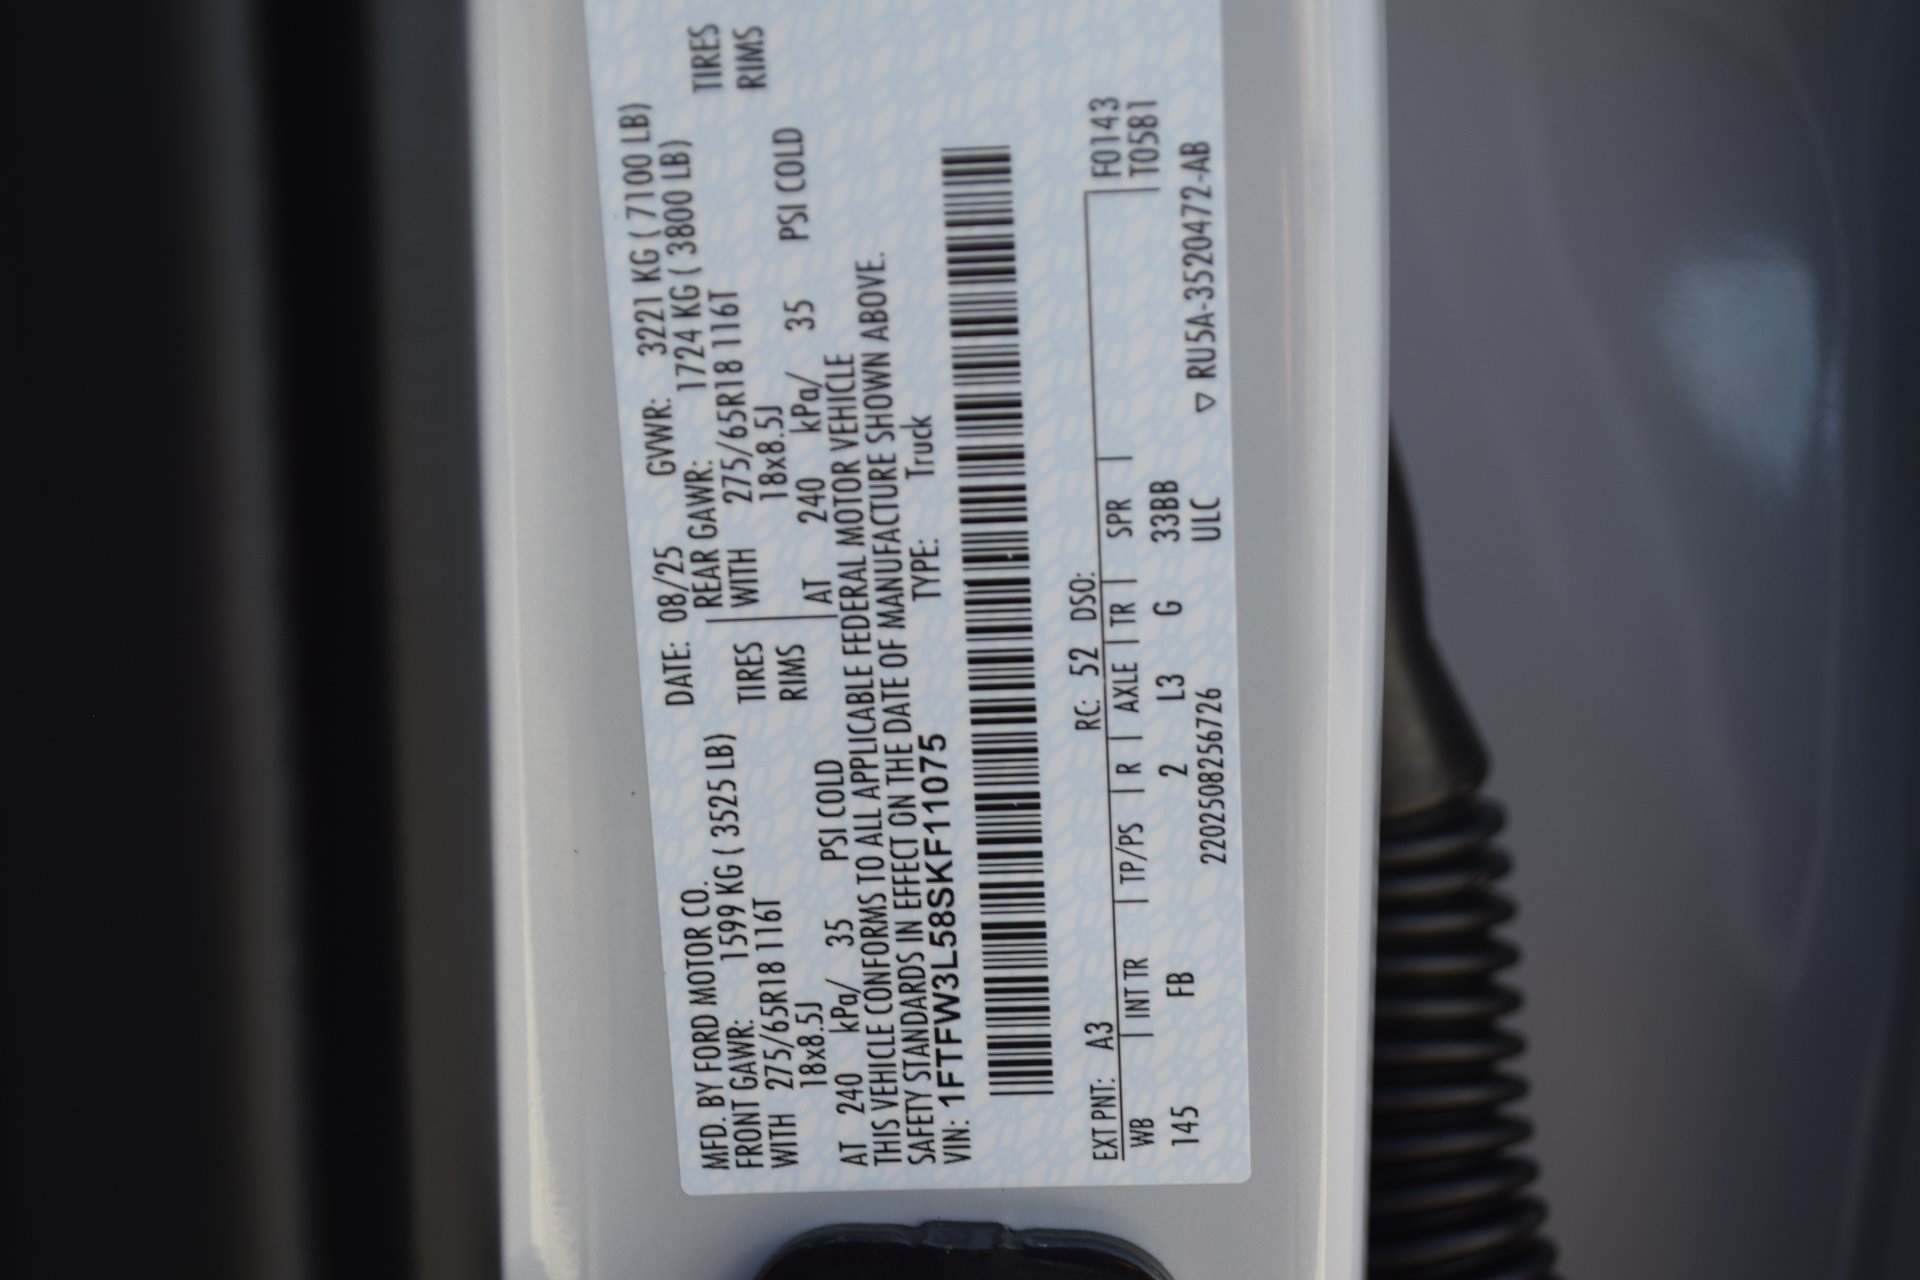 MFD. BY FORD MOTOR CO. DATE: 08/25 GVWR: 3221 KG ( 7100 LB)
FRONT GAWR: 1599 KG ( 3525 LB) REAR GAWR: 1724 KG ( 3800 LB)
WITH 275/65R18 116T TIRES WITH 275/65R18 116T TIRES
18x8.5J RIMS 18x8.5J RIMS
AT 240 kPa/ 35 PSI COLD AT 240 kPa/ 35 PSI COLD
THIS VEHICLE CONFORMS TO ALL APPLICABLE FEDERAL MOTOR VEHICLE
SAFETY STANDARDS IN EFFECT ON THE DATE OF MANUFACTURE SHOWN ABOVE.
VIN: 1FTFW3L58SKF11075 TYPE: Truck
EXT PNT: A3 RC: 52 DSO: F0143
WB INT TR TP/PS R AXLE TR SPR T0581
145 FB 2 L3 G 33BB
2202508256726 ULC ▽ RU5A-3520472-AB